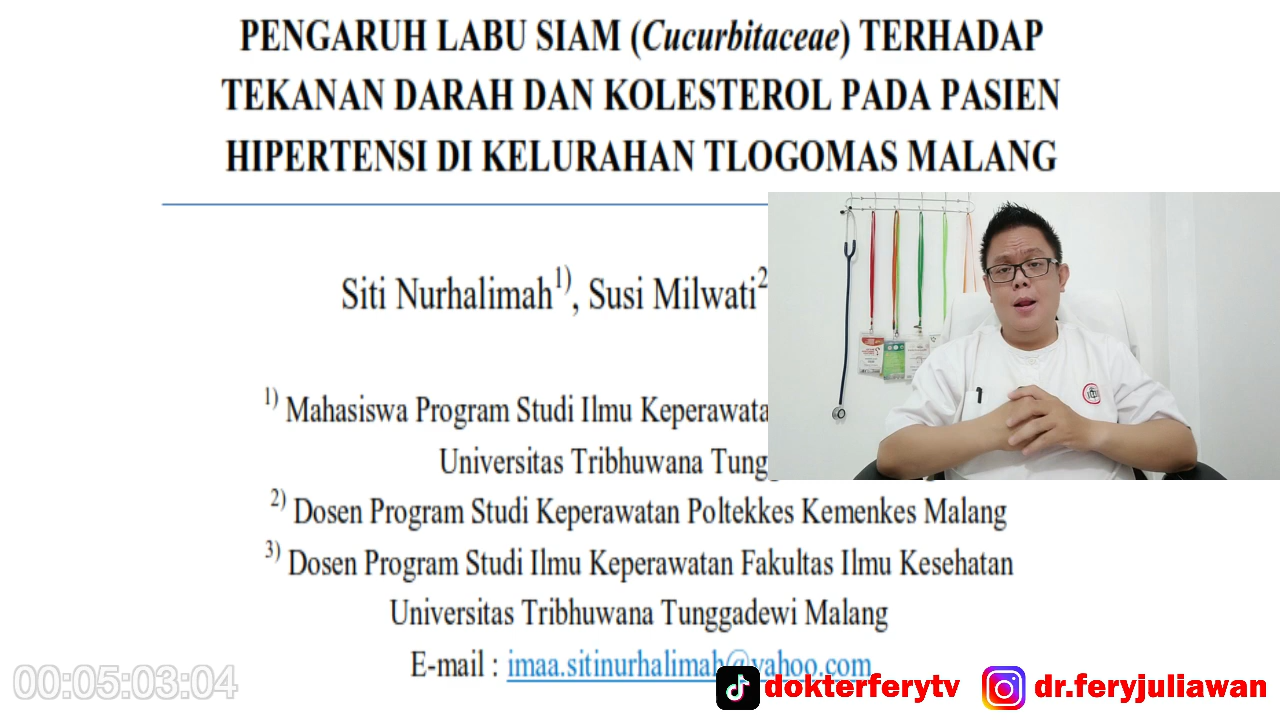 PENGARUH LABU SIAM (Cucurbitaceae) TERHADAP
TEKANAN DARAH DAN KOLESTEROL PADA PASIEN
HIPERTENSI DI KELURAHAN TLOGOMAS MALANG
Siti Nurhalimah1), Susi Milwati2
1) Mahasiswa Program Studi Ilmu Keperawata
Universitas Tribhuwana Tungg
2) Dosen Program Studi Keperawatan Poltekkes Kemenkes Malang
3) Dosen Program Studi Ilmu Keperawatan Fakultas Ilmu Kesehatan
Universitas Tribhuwana Tunggadewi Malang
E-mail : imaa.sitinurhalimah@yahoo.com
00:05:03:04
dokterferytv
dr.feryjuliawan